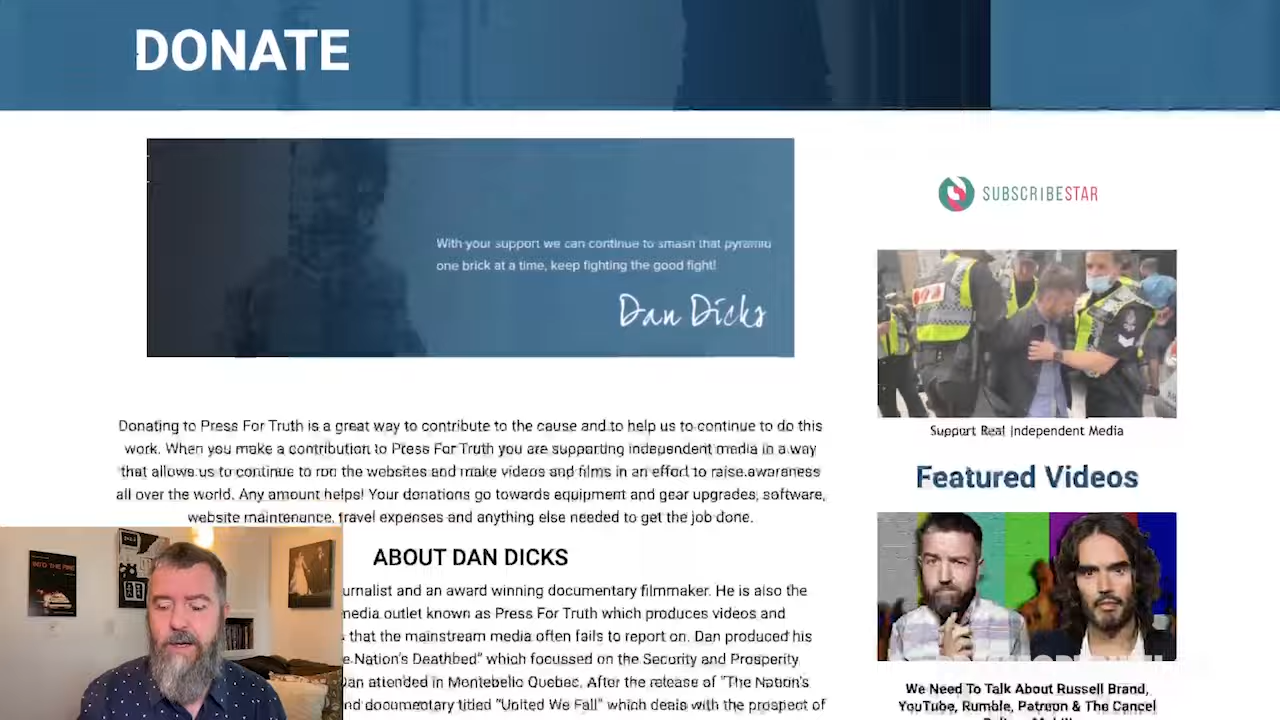 DONATE
With your support we can continue to smash that pyramid
one brick at a time, keep fighting the good fight!
Dan Dicks
SUBSCRIBESTAR
Support Real Independent Media
Featured Videos
We Need To Talk About Russell Brand,
YouTube, Rumble, Patreon & The Cancel
Donating to Press For Truth is a great way to contribute to the cause and to help us to continue to do this
work. When you make a contribution to Press For Truth you are supporting independent media in a way
that allows us to continue to run the websites and make videos and films in an effort to raise awareness
all over the world. Any amount helps! Your donations go towards equipment and gear upgrades, software,
website maintenance, travel expenses and anything else needed to get the job done.
ABOUT DAN DICKS
urnalist and an award winning documentary filmmaker. He is also the
media outlet known as Press For Truth which produces videos and
that the mainstream media often fails to report on. Dan produced his
e Nation's Deathbed" which focussed on the Security and Prosperity
Dan attended in Montebello Quebec. After the release of "The Nation's
nd documentary titled "United We Fall" which deals with the prospect of
INTO THE FIRE